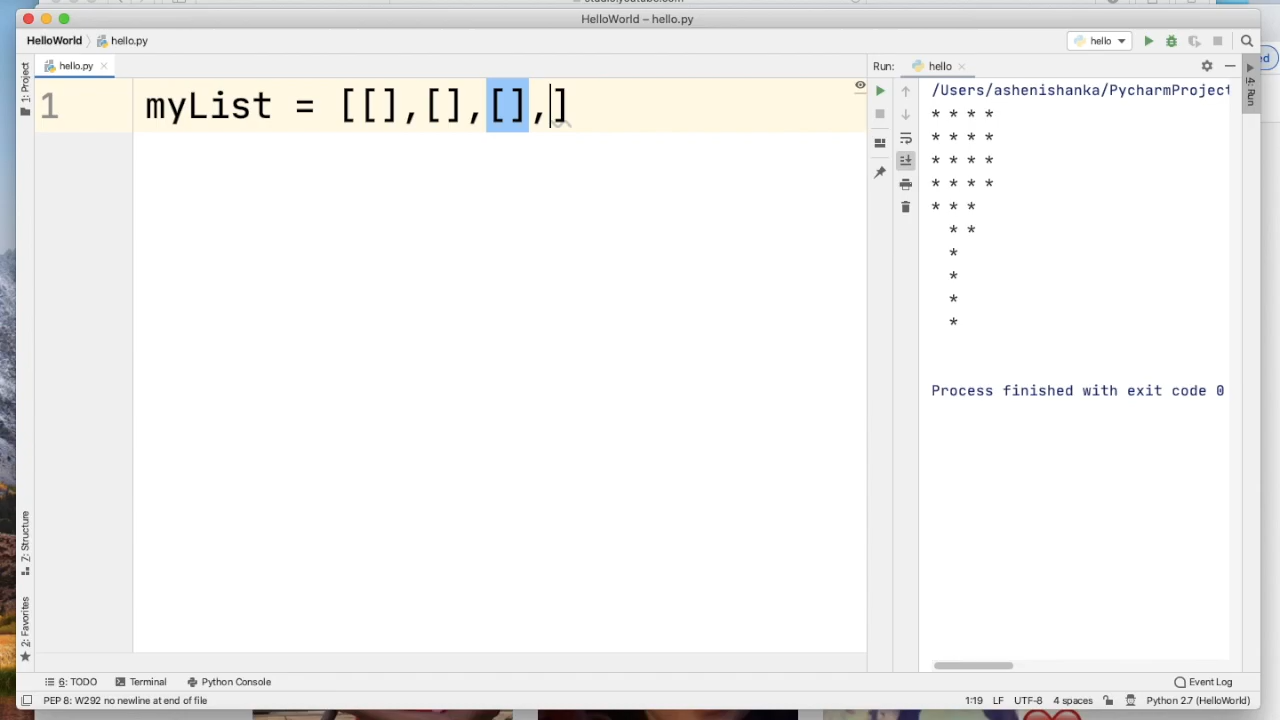 HelloWorld – hello.py
HelloWorld hello.py
hello
hello.py
Run: hello
1: Project
4: Run
1 myList = [[],[],[],]
/Users/ashenishanka/PycharmProject
* * * *
* * * *
* * * *
* * * *
* * *
* *
*
*
*
*
Process finished with exit code 0
Z: Structure
2: Favorites
6: TODO Terminal Python Console Event Log
PEP 8: W292 no newline at end of file 1:19 LF UTF-8 4 spaces Python 2.7 (HelloWorld)